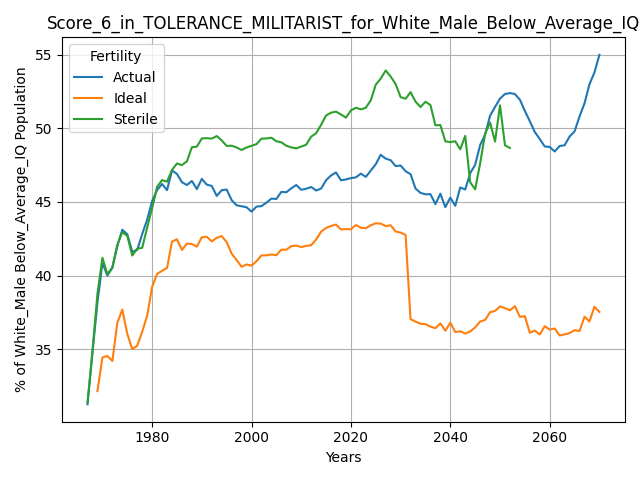 Score_6_in_TOLERANCE_MILITARIST_for_White_Male_Below_Average_IQ
Fertility
Actual
Ideal
Sterile
% of White_Male Below_Average_IQ Population
55
50
45
40
35
1980
2000
2020
2040
2060
Years